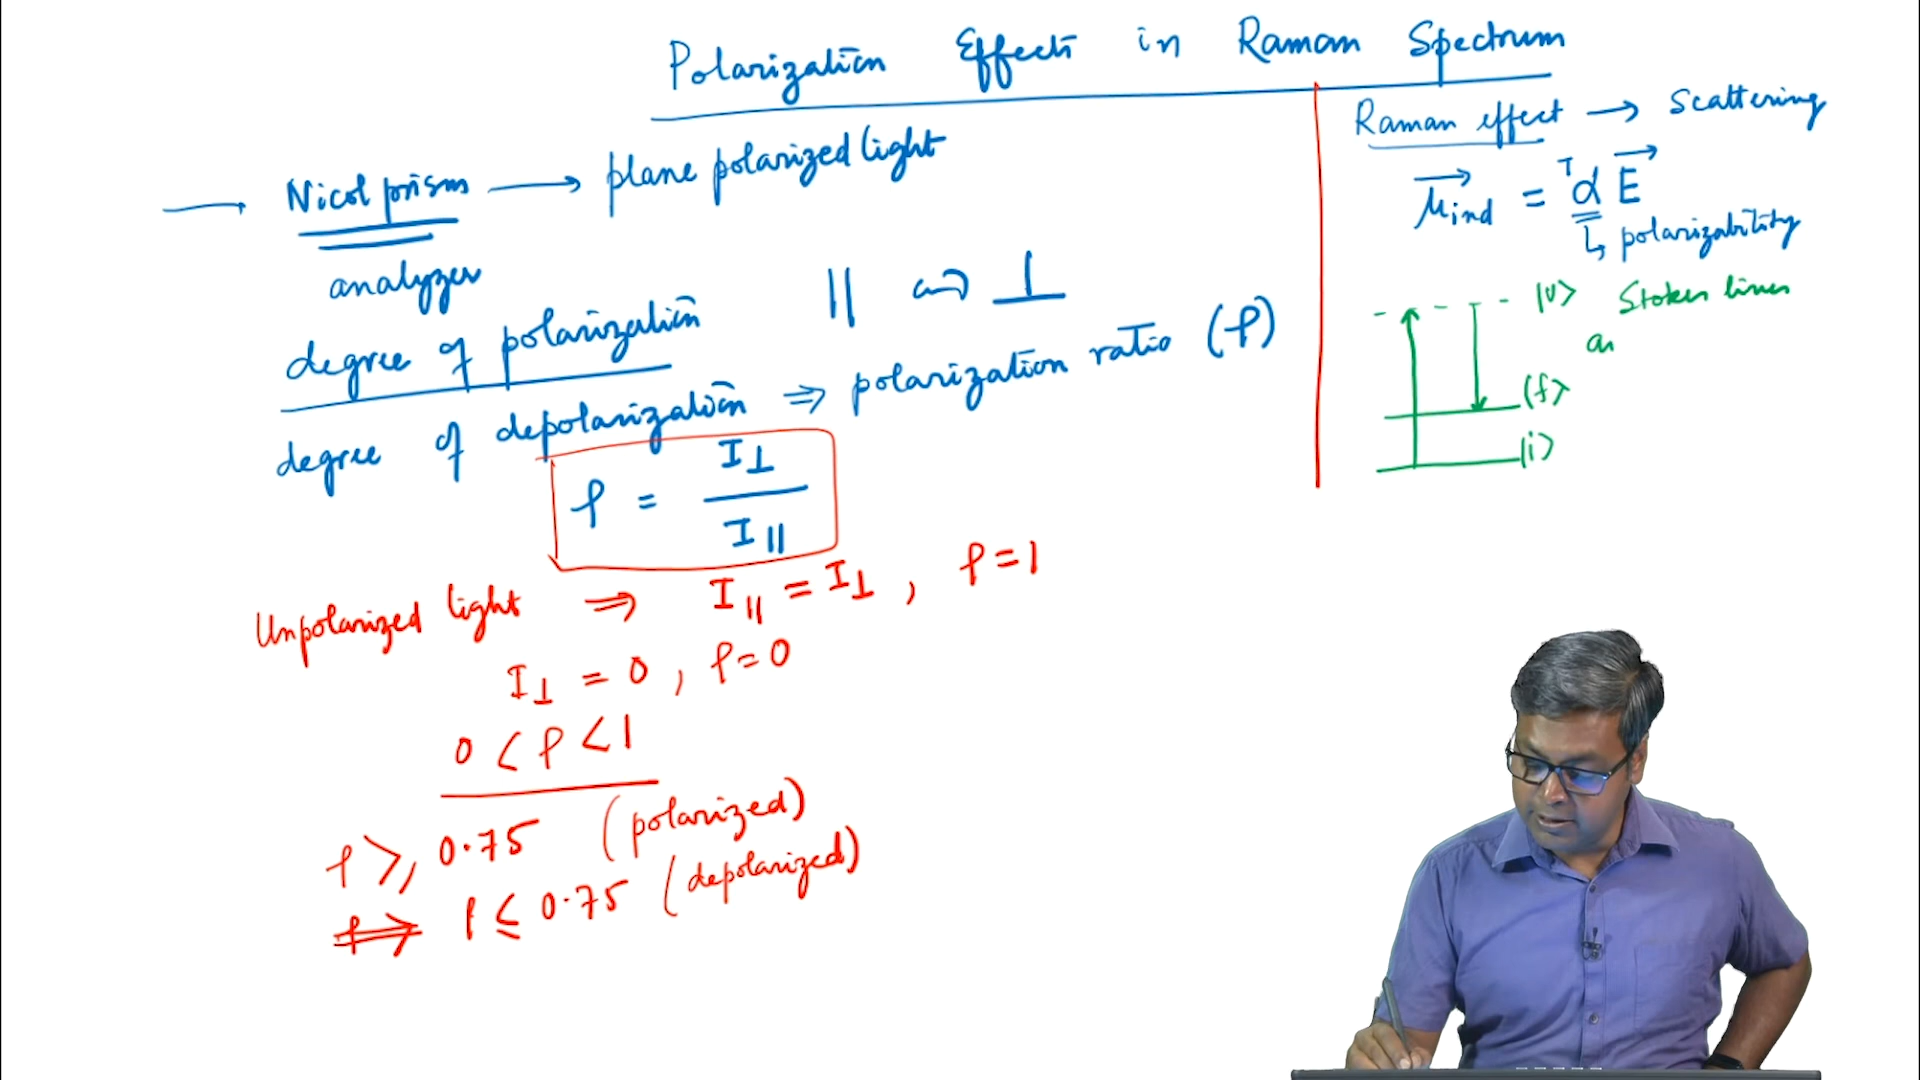 Polarization Effects in Raman Spectrum
Nicol prism → plane polarized light
analyzer
degree of polarization || and ⊥
degree of depolarization ⇒ polarization ratio (ρ)
ρ = I⊥ / I||
Unpolarized light ⇒ I|| = I⊥ , ρ = 1
I⊥ = 0 , ρ = 0
0 < ρ < 1
ρ ≥ 0.75 (polarized)
ρ ≤ 0.75 (depolarized)
Raman effect → Scattering
μind = α E
↳ polarizability
|v> Stokes lines
an
|f>
|i>